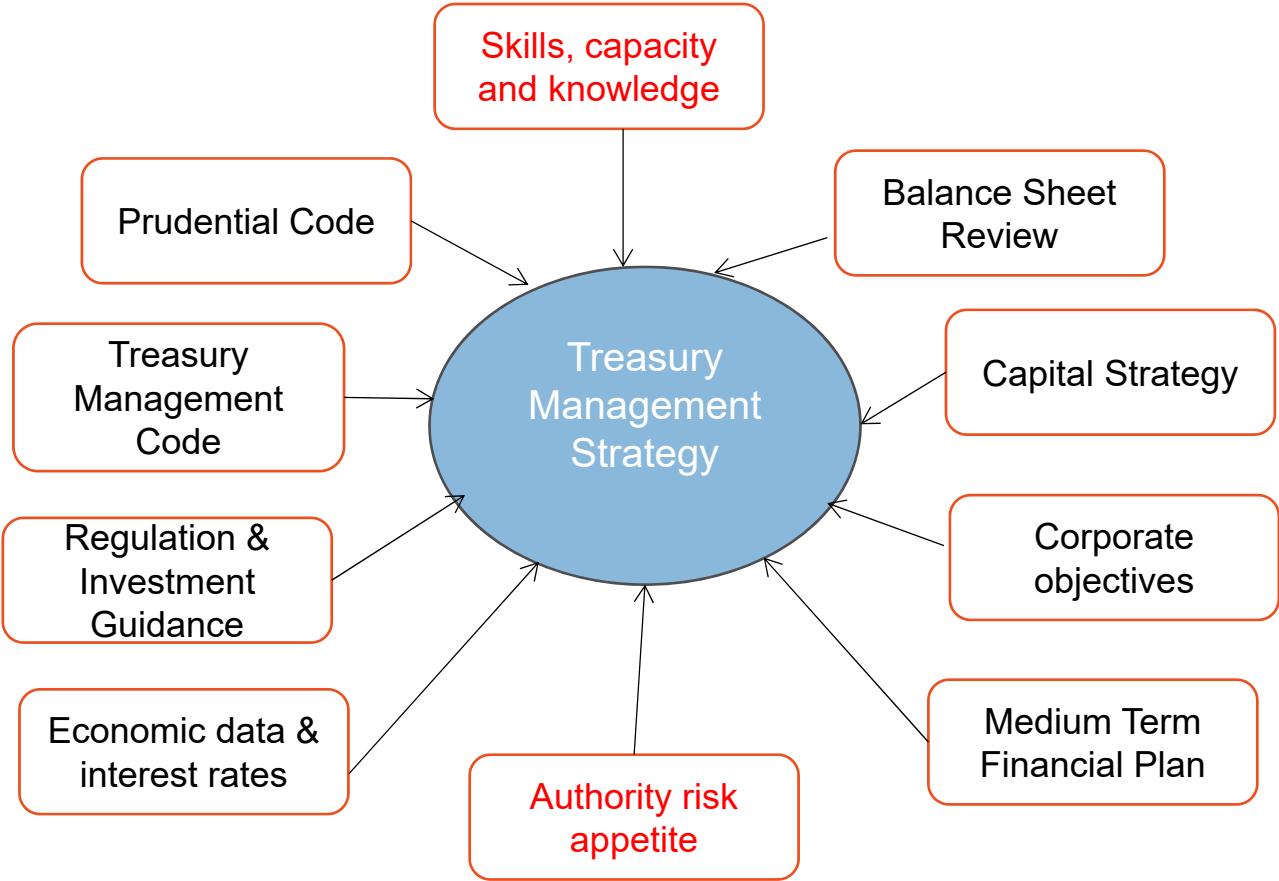 Skills, capacity
and knowledge
Prudential Code
Balance Sheet
Review
Treasury
Management
Code
Treasury
Management
Strategy
Capital Strategy
Regulation &
Investment
Guidance
Corporate
objectives
Economic data &
interest rates
Authority risk
appetite
Medium Term
Financial Plan